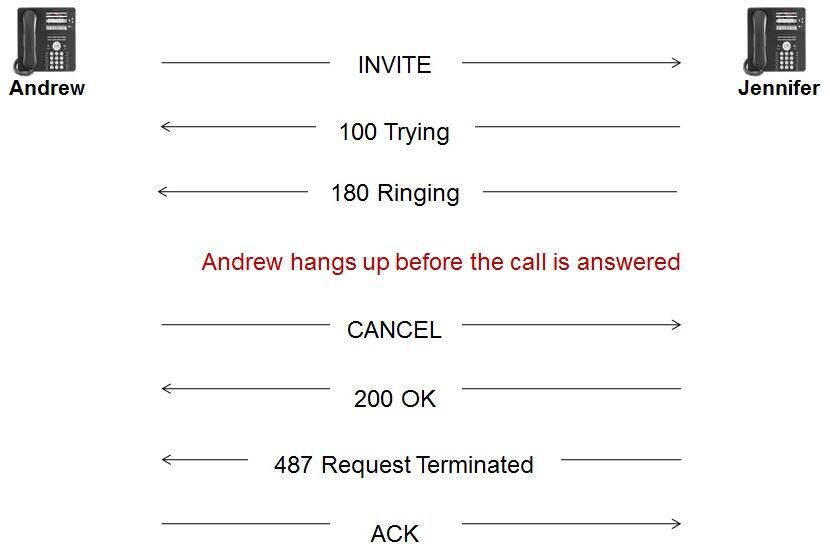 INVITE
Andrew
Jennifer
100 Trying
180 Ringing
Andrew hangs up before the call is answered
CANCEL
200 OK
487 Request Terminated
ACK